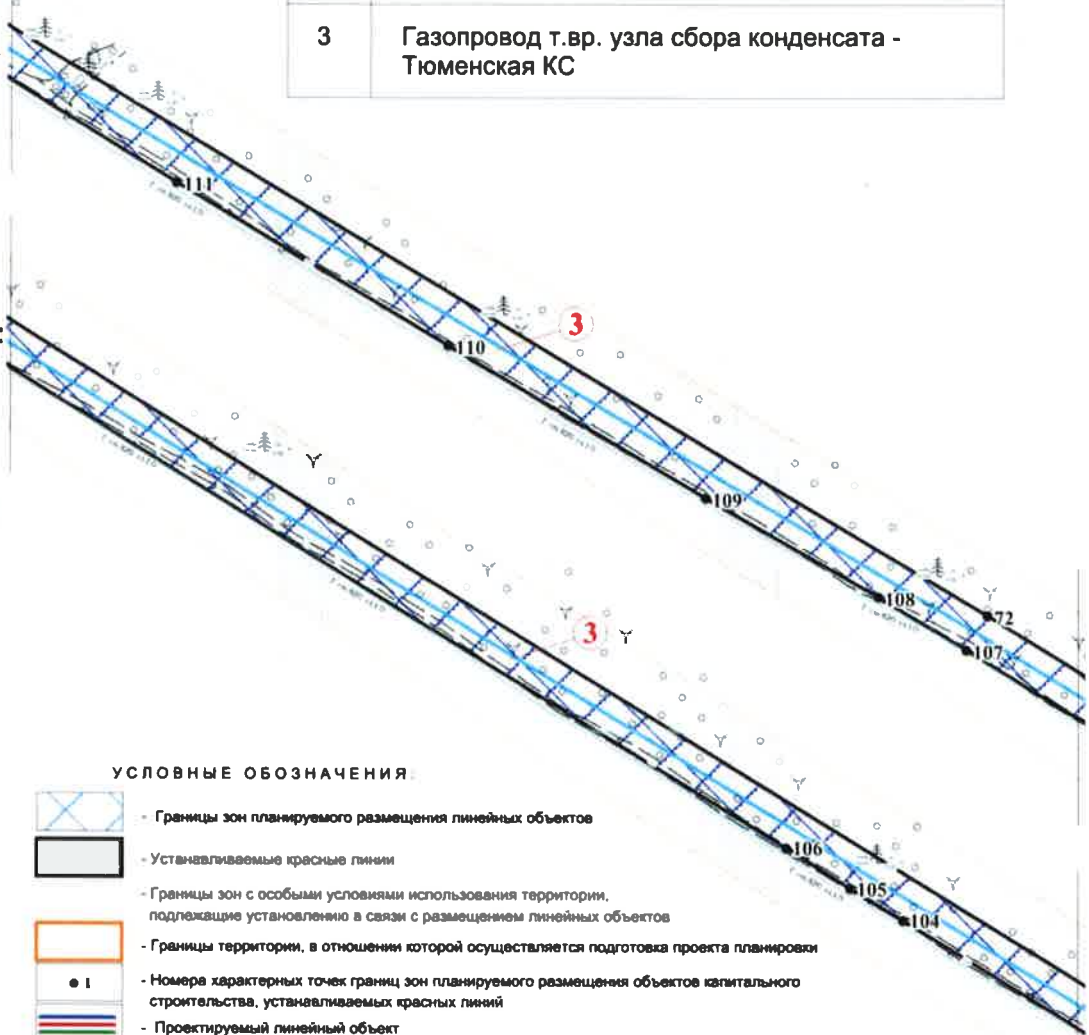 3 Газопровод т.вр. узла сбора конденсата -
Тюменская КС
111
110
3
109
108
72
107
3
106
105
104
УСЛОВНЫЕ ОБОЗНАЧЕНИЯ
- Границы зон планируемого размещения линейных объектов
- Устанавливаемые красные линии
- Границы зон с особыми условиями использования территории,
подлежащие установлению в связи с размещением линейных объектов
- Границы территории, в отношении которой осуществляется подготовка проекта планировки
1 - Номера характерных точек границ зон планируемого размещения объектов капитального
строительства, устанавливаемых красных линий
- Проектируемый линейный объект